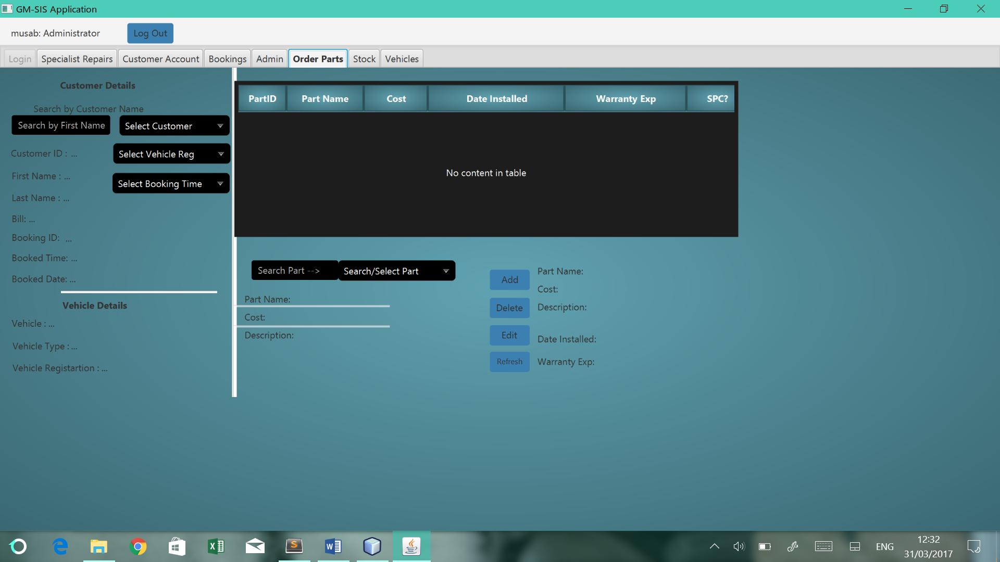 GM-SIS Application
musab: Administrator Log Out
Login Specialist Repairs Customer Account Bookings Admin Order Parts Stock Vehicles
Customer Details
Search by Customer Name
Search by First Name Select Customer
Customer ID : ... Select Vehicle Reg
First Name : ...
Select Booking Time
Last Name : ...
Bill: ...
Booking ID: ...
Booked Time: ...
Booked Date: ...
Vehicle Details
Vehicle : ...
Vehicle Type : ...
Vehicle Registartion : ...
PartID Part Name Cost Date Installed Warranty Exp SPC?
No content in table
Search Part --> Search/Select Part
Part Name:
Cost:
Description:
Add
Delete
Edit
Refresh
Part Name:
Cost:
Description:
Date Installed:
Warranty Exp:
ENG
12:32
31/03/2017